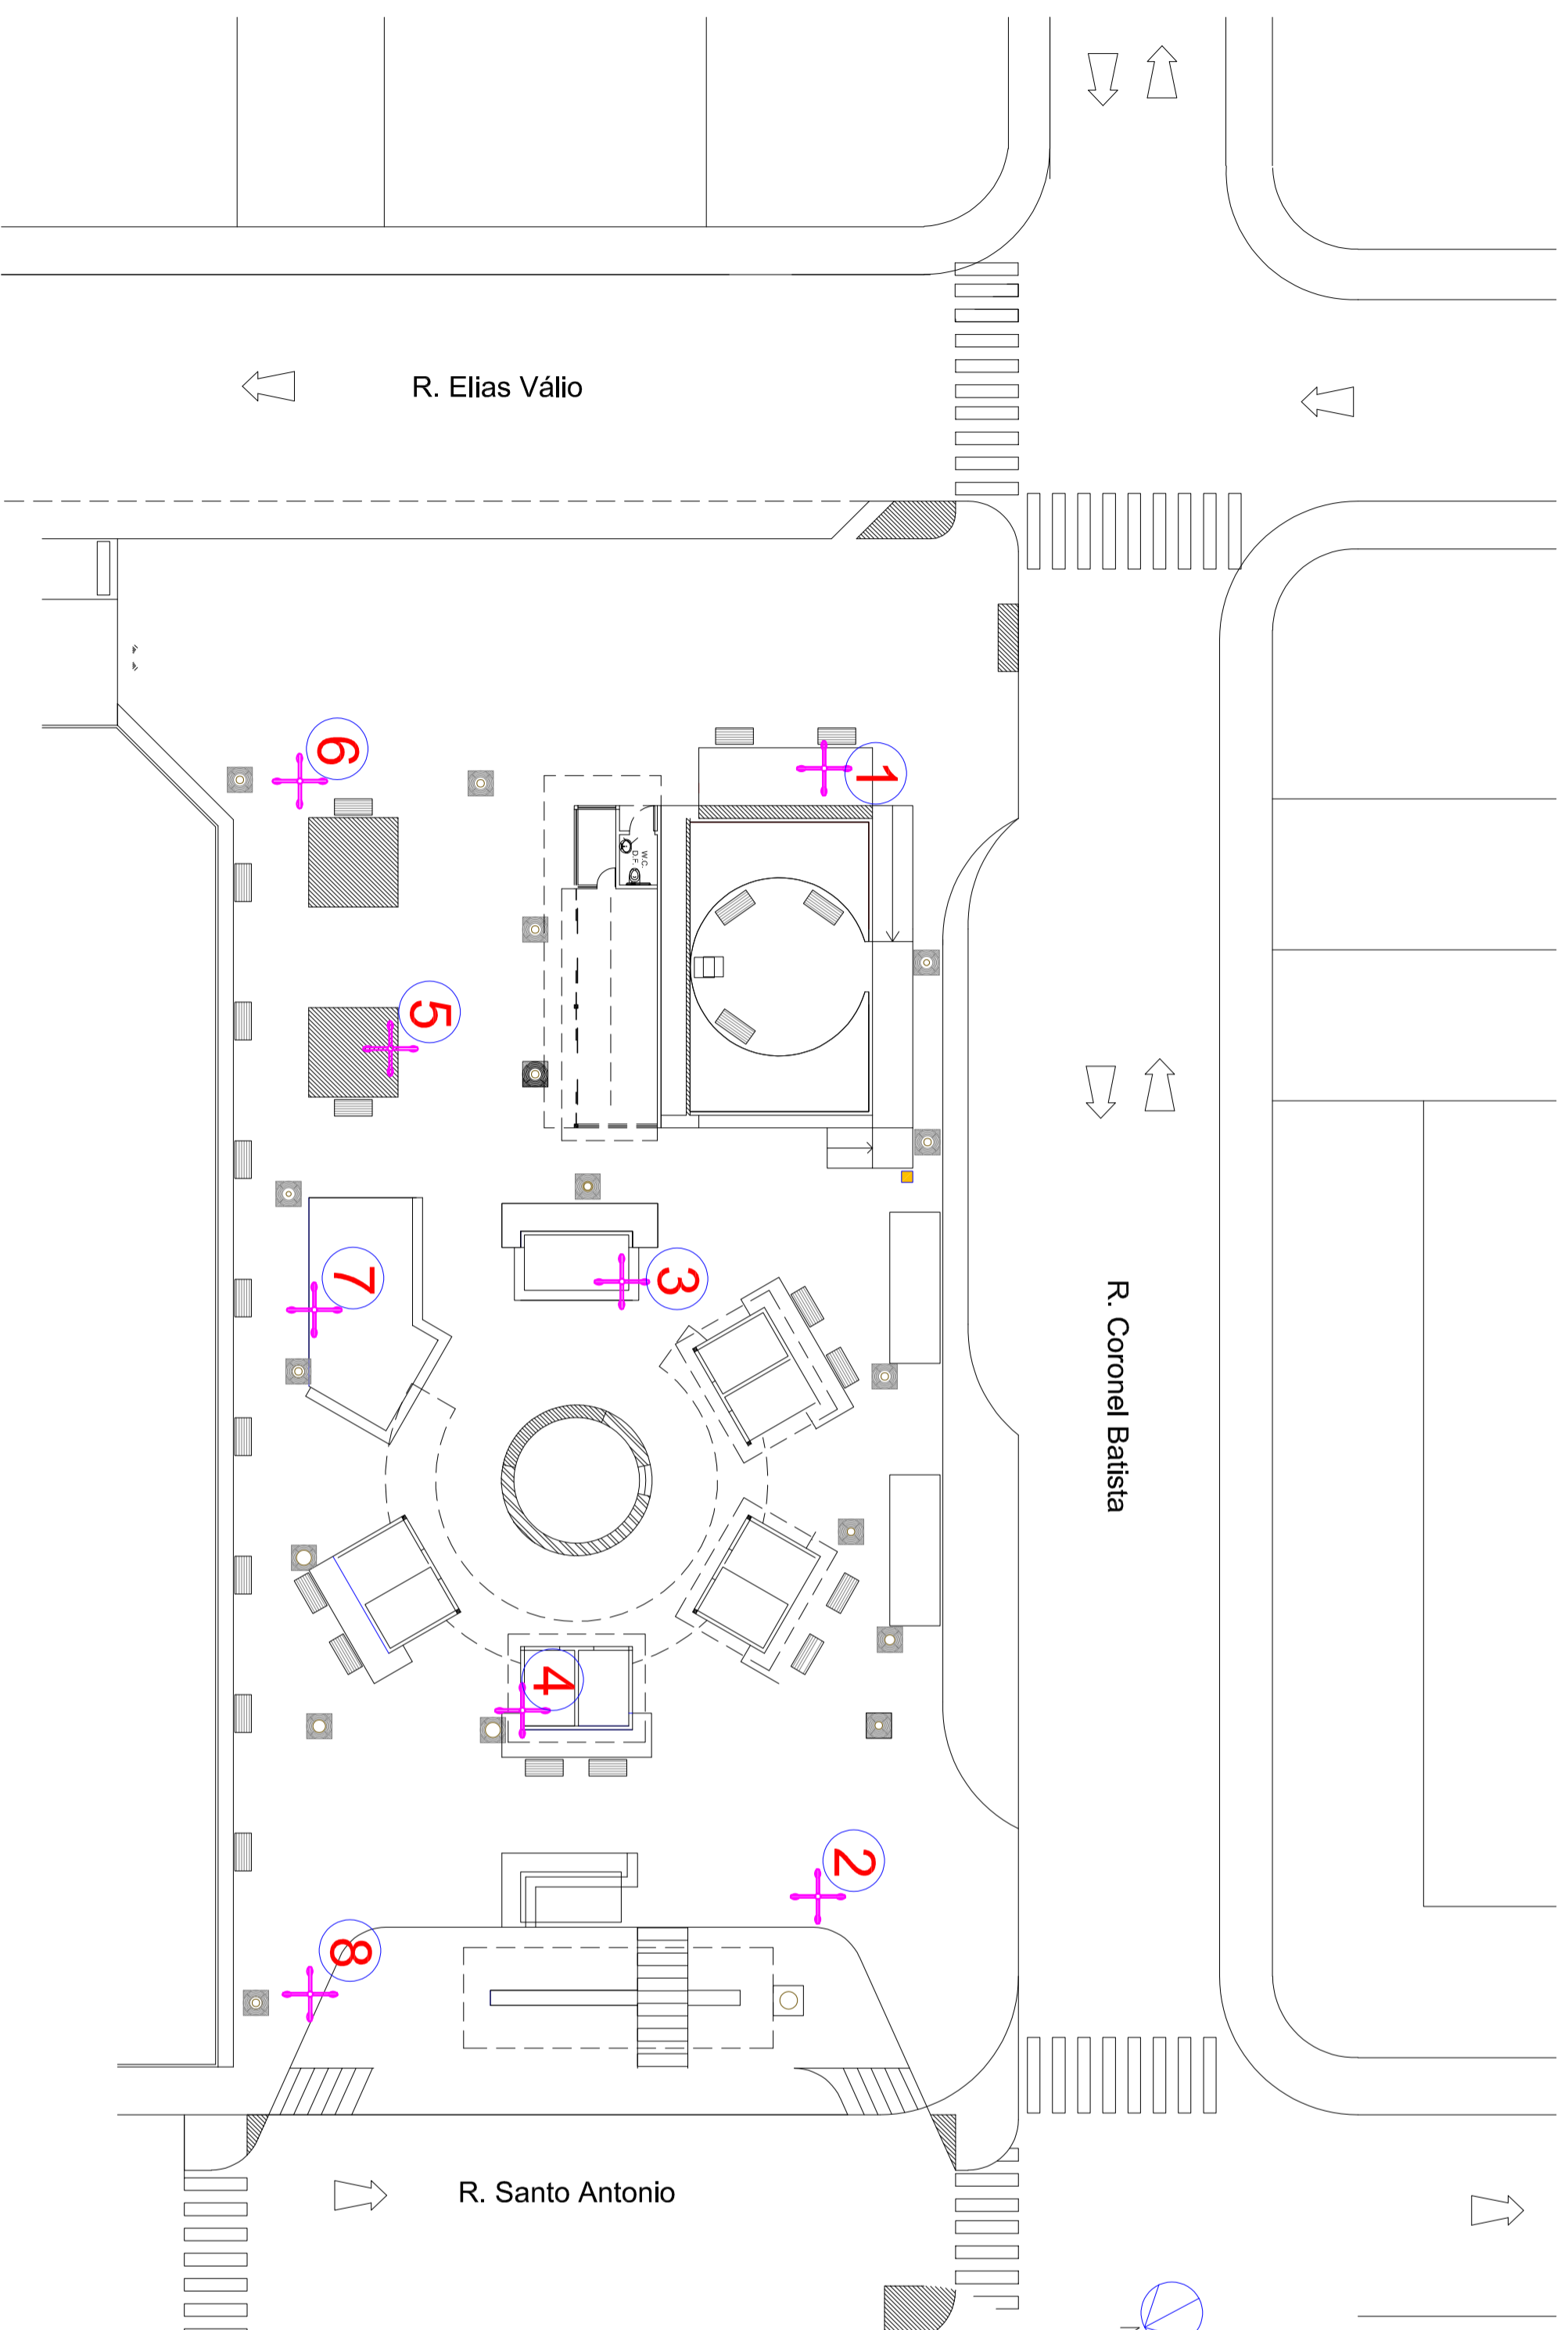 R. Elias Válio
6
1
W.C.
D.F.
5
7
3
R. Coronel Batista
4
2
8
R. Santo Antonio